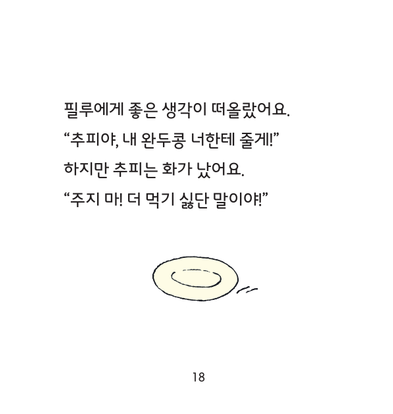 필루에게 좋은 생각이 떠올랐어요.
“추피야, 내 완두콩 너한테 줄게!”
하지만 추피는 화가 났어요.
“주지 마! 더 먹기 싫단 말이야!”
18